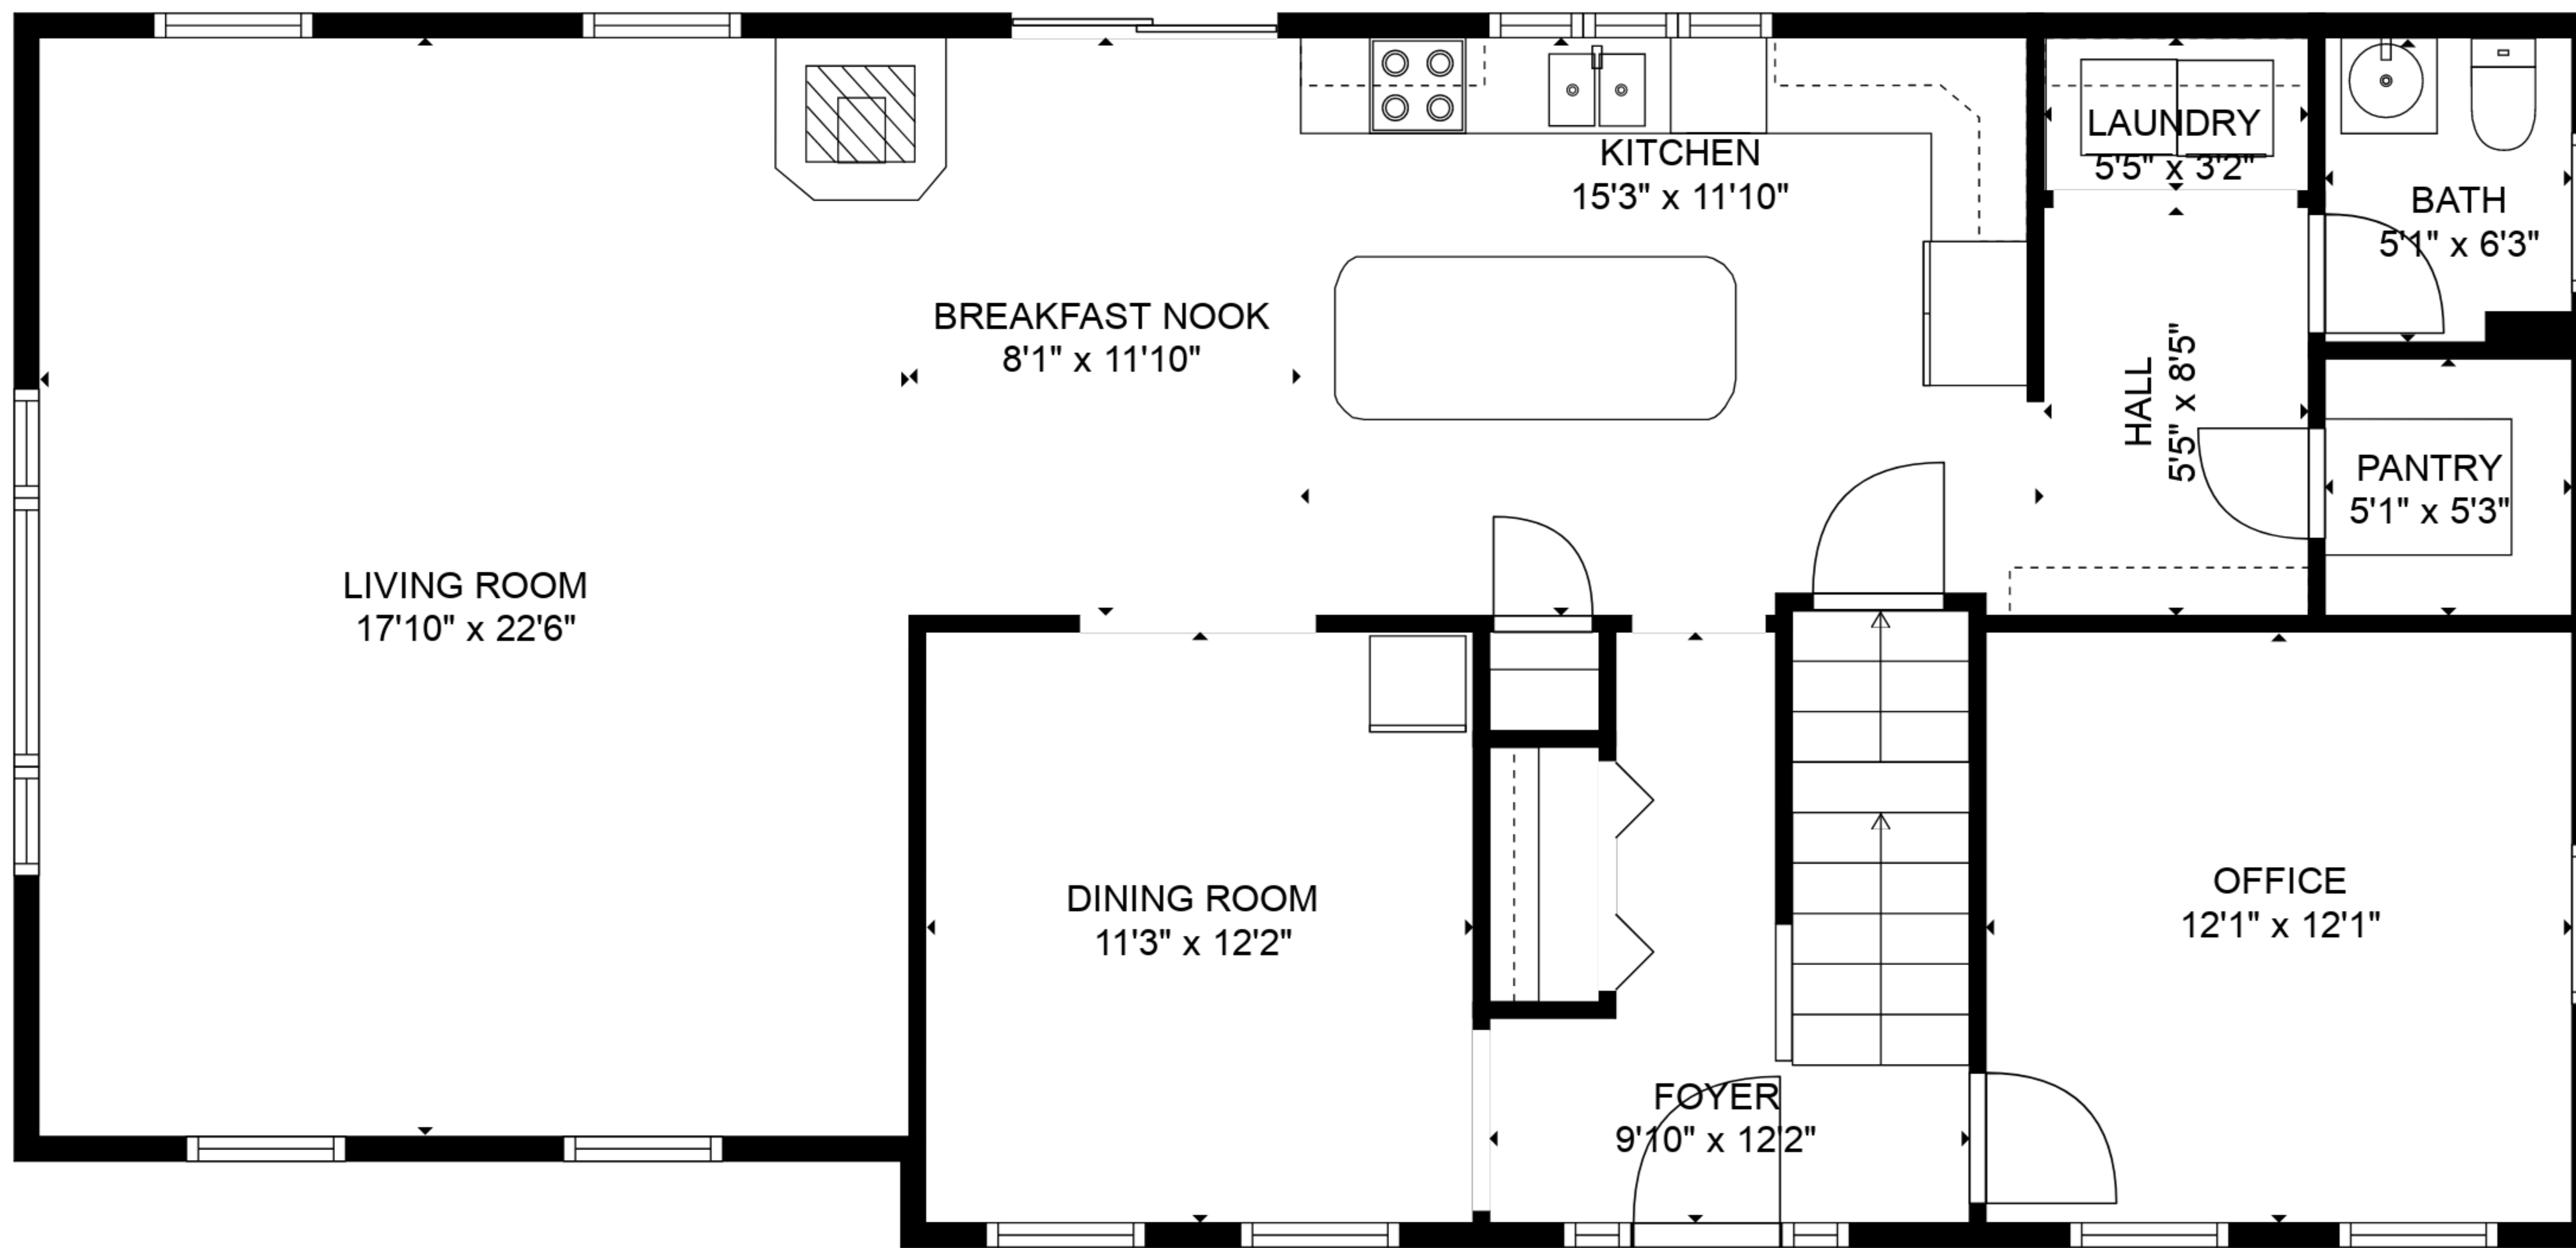 LAUNDRY
5'5" x 3'2"
KITCHEN
15'3" x 11'10"
BATH
5'1" x 6'3"
BREAKFAST NOOK
8'1" x 11'10"
HALL
5'5" x 8'5"
PANTRY
5'1" x 5'3"
LIVING ROOM
17'10" x 22'6"
DINING ROOM
11'3" x 12'2"
OFFICE
12'1" x 12'1"
FOYER
9'10" x 12'2"